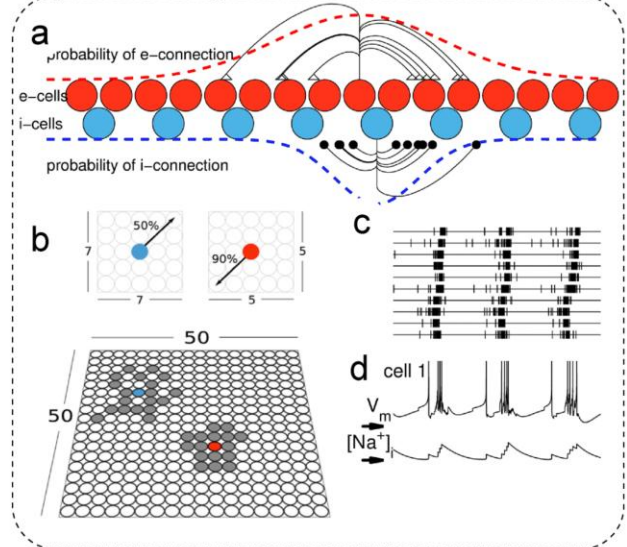 a
probability of e-connection
e-cells
i-cells
probability of i-connection
b
50%
7
7
90%
5
5
50
50
c
d
cell 1
Vm
[Na+]